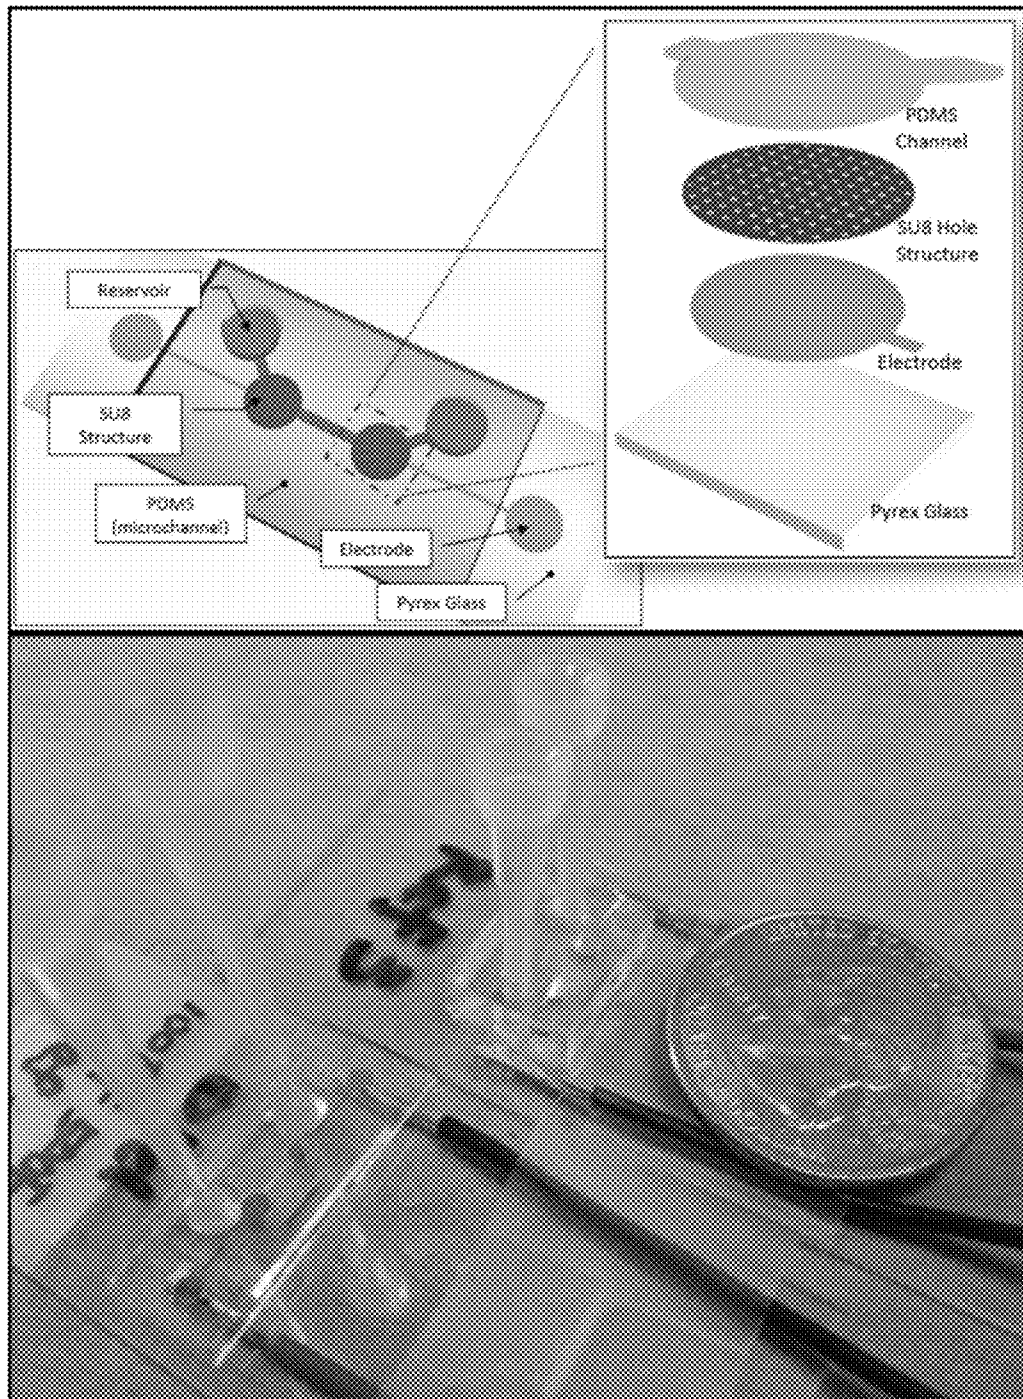 PDMS
Channel
SU8 Hole
Structure
Electrode
Pyrex Glass
Reservoir
SU8
Structure
PDMS
(microchannel)
Electrode
Pyrex Glass